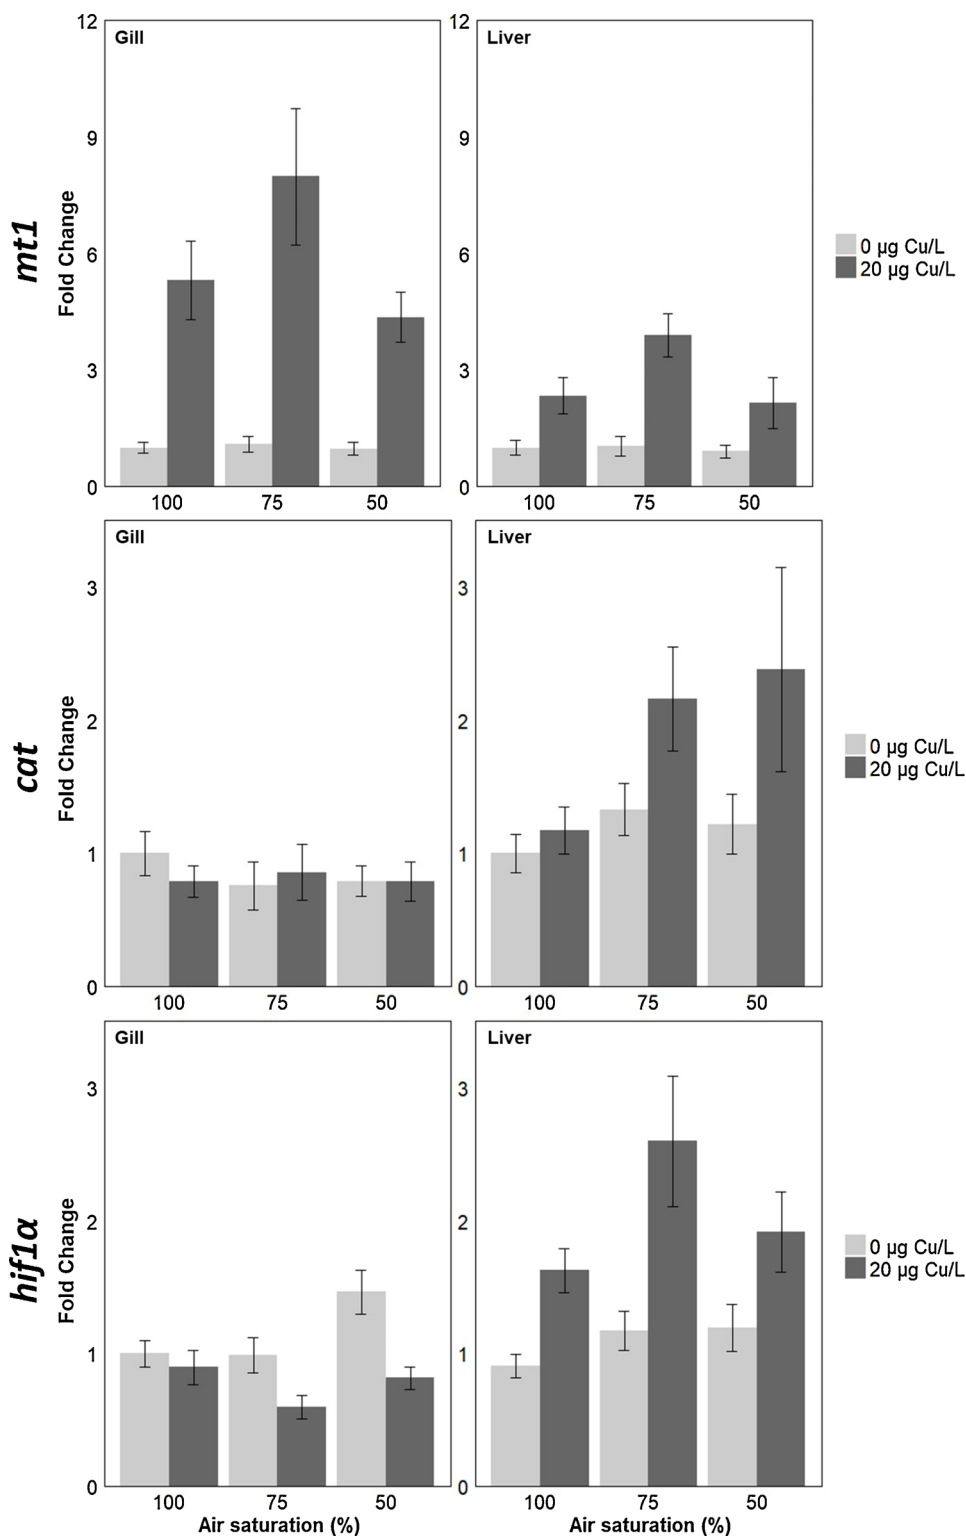 mt1
Fold Change
12
9
6
3
0
Gill
100 75 50
12
9
6
3
0
Liver
100 75 50
0 µg Cu/L
20 µg Cu/L
cat
Fold Change
3
2
1
0
Gill
100 75 50
3
2
1
0
Liver
100 75 50
0 µg Cu/L
20 µg Cu/L
hif1α
Fold Change
3
2
1
0
Gill
100 75 50
Air saturation (%)
3
2
1
0
Liver
100 75 50
Air saturation (%)
0 µg Cu/L
20 µg Cu/L